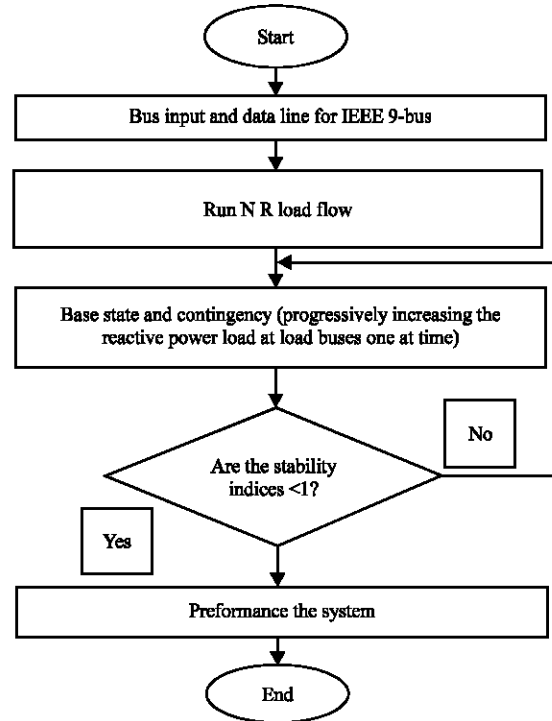 Start
Bus input and data line for IEEE 9-bus
Run N R load flow
Base state and contingency (progressively increasing the
reactive power load at load buses one at time)
No
Are the stability
indices <1?
Yes
Preformance the system
End